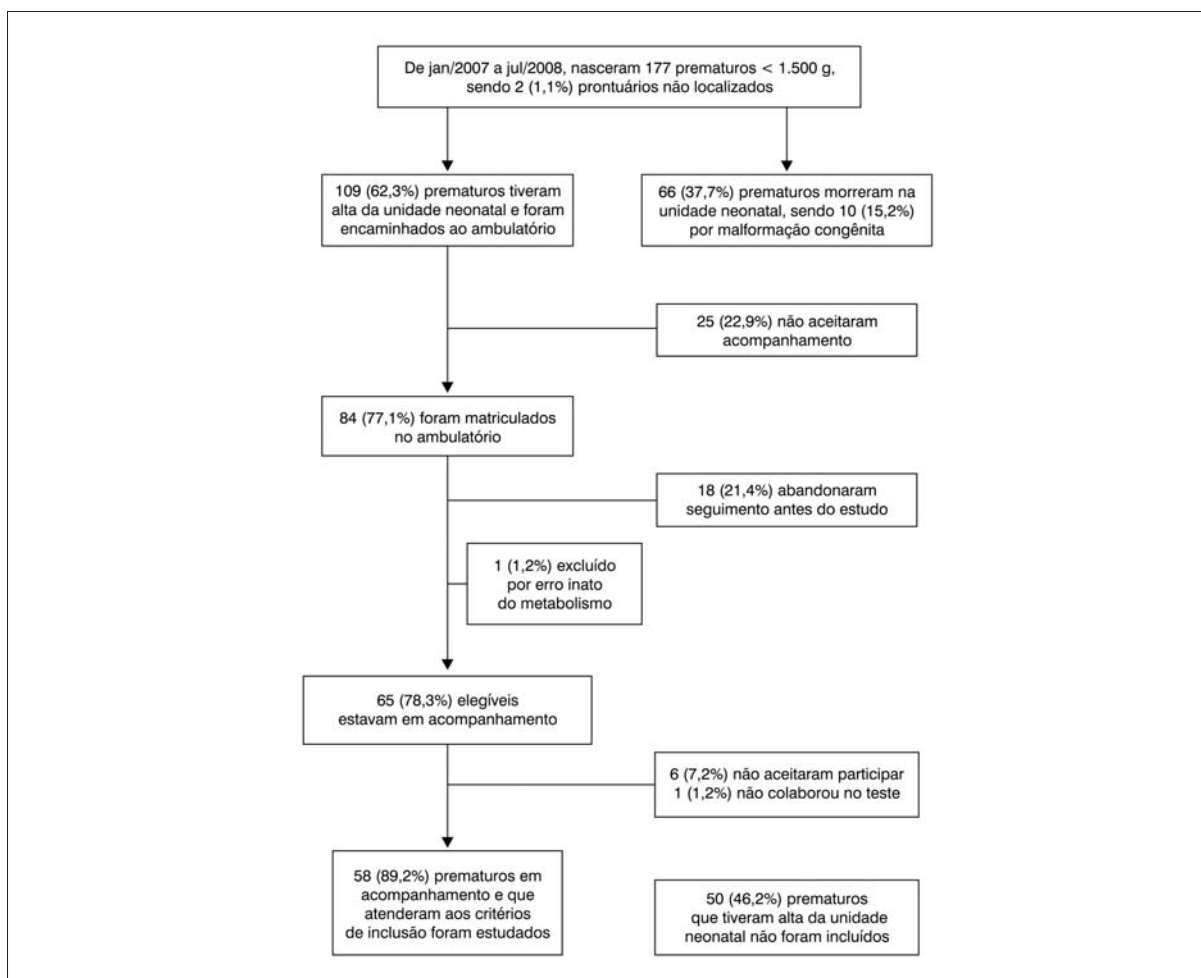 De jan/2007 a jul/2008, nasceram 177 prematuros < 1.500 g,
sendo 2 (1,1%) prontuários não localizados
109 (62,3%) prematuros tiveram
alta da unidade neonatal e foram
encaminhados ao ambulatório
66 (37,7%) prematuros morreram na
unidade neonatal, sendo 10 (15,2%)
por malformação congênita
25 (22,9%) não aceitaram
acompanhamento
84 (77,1%) foram matriculados
no ambulatório
18 (21,4%) abandonaram
seguimento antes do estudo
1 (1,2%) excluído
por erro inato
do metabolismo
65 (78,3%) elegíveis
estavam em acompanhamento
6 (7,2%) não aceitaram participar
1 (1,2%) não colaborou no teste
58 (89,2%) prematuros em
acompanhamento e que
atenderam aos critérios
de inclusão foram estudados
50 (46,2%) prematuros
que tiveram alta da unidade
neonatal não foram incluídos